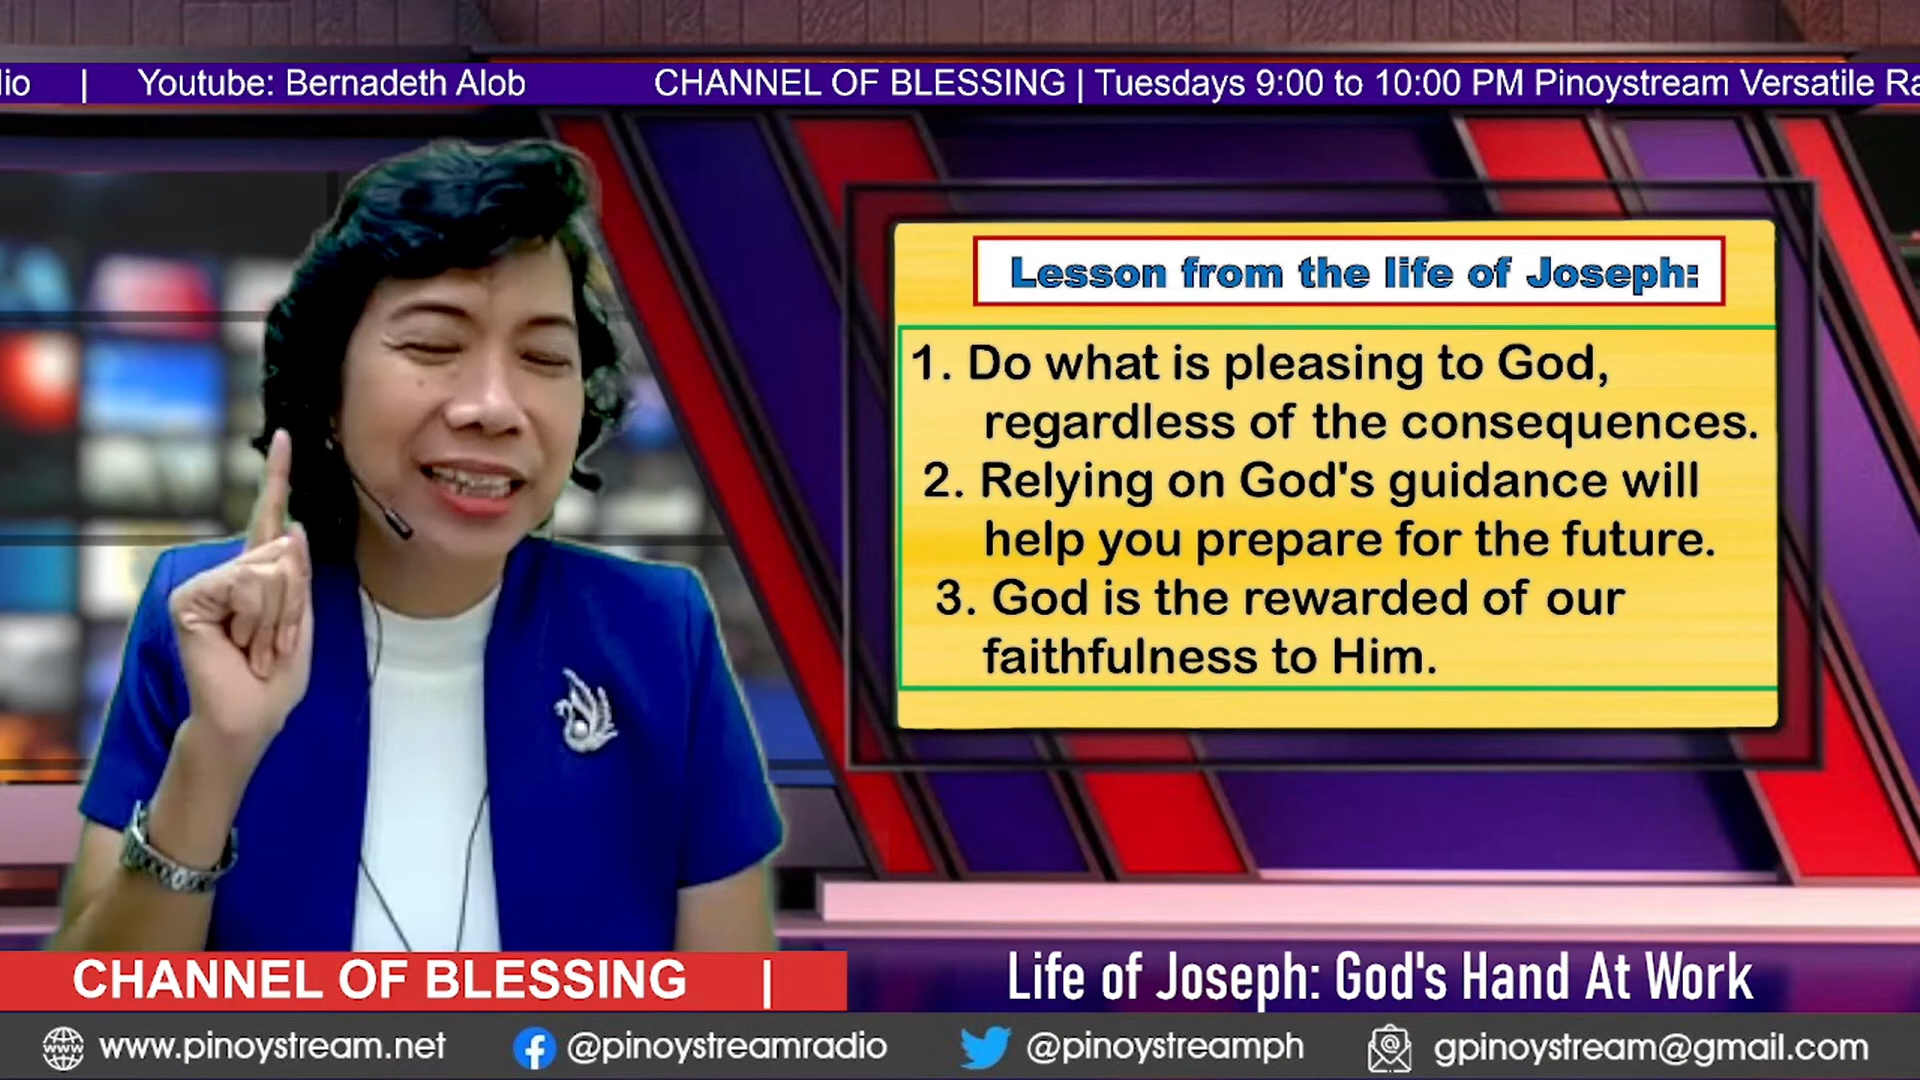 dio | Youtube: Bernadeth Alob CHANNEL OF BLESSING | Tuesdays 9:00 to 10:00 PM Pinoystream Versatile Ra
Lesson from the life of Joseph:
1. Do what is pleasing to God,
regardless of the consequences.
2. Relying on God's guidance will
help you prepare for the future.
3. God is the rewarded of our
faithfulness to Him.
CHANNEL OF BLESSING |
Life of Joseph: God's Hand At Work
www.pinoystream.net @pinoystreamradio @pinoystreamph gpinoystream@gmail.com